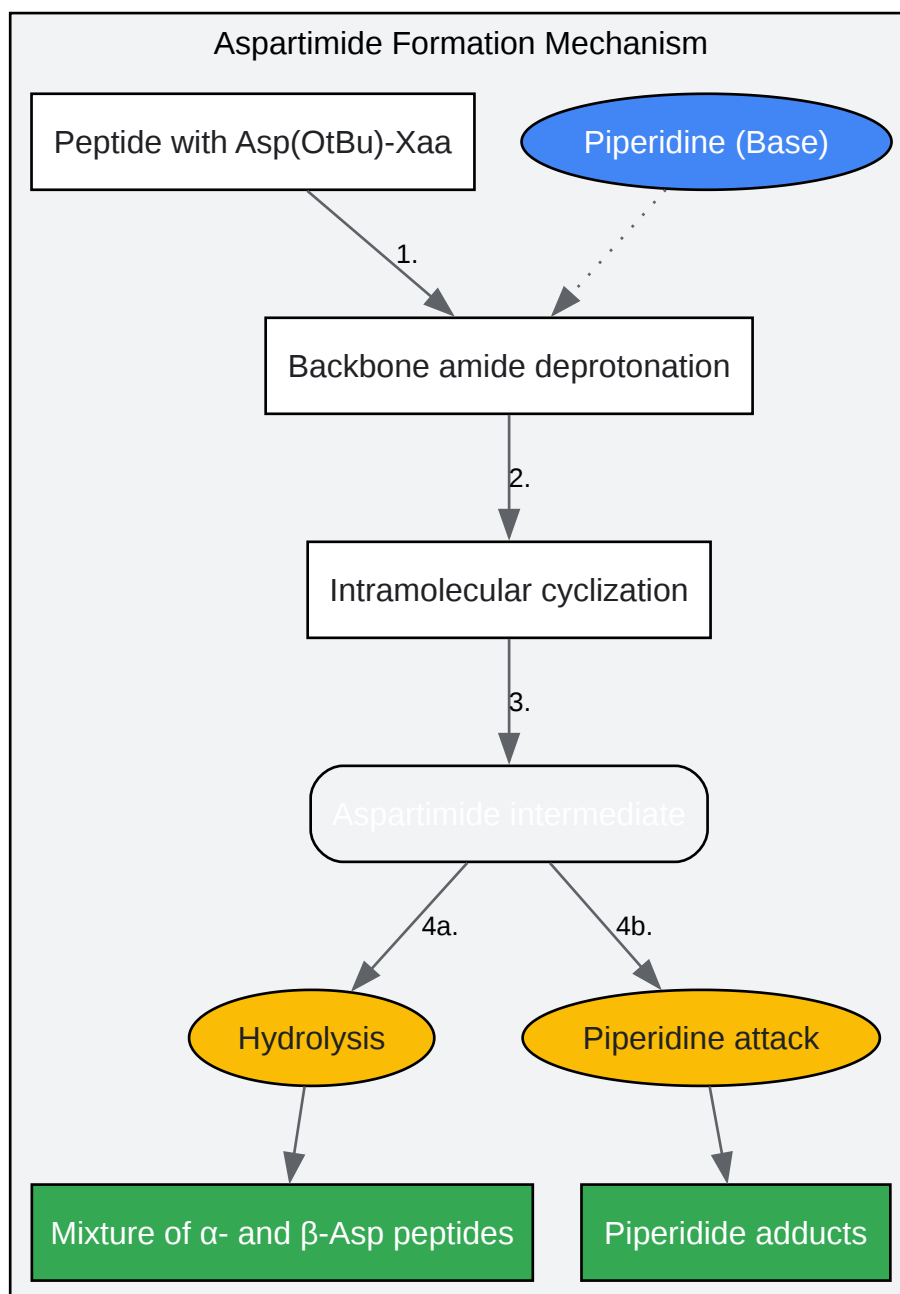 Aspartimide Formation Mechanism
Peptide with Asp(OtBu)-Xaa
Piperidine (Base)
1.
Backbone amide deprotonation
2.
Intramolecular cyclization
3.
Aspartimide intermediate
4a.
4b.
Hydrolysis
Piperidine attack
Mixture of α- and β-Asp peptides
Piperidide adducts